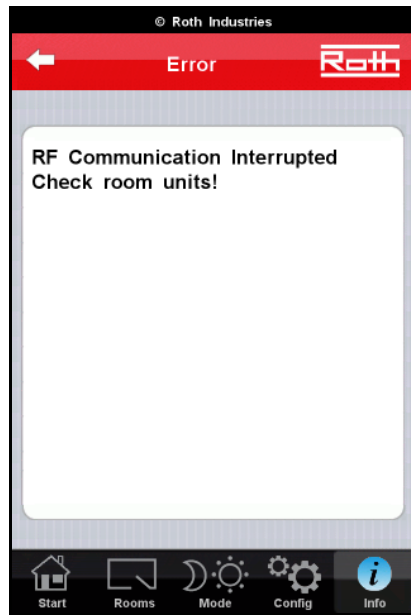 © Roth Industries
Error
Roth
RF Communication Interrupted
Check room units!
Start
Rooms
Mode
Config
i
Info